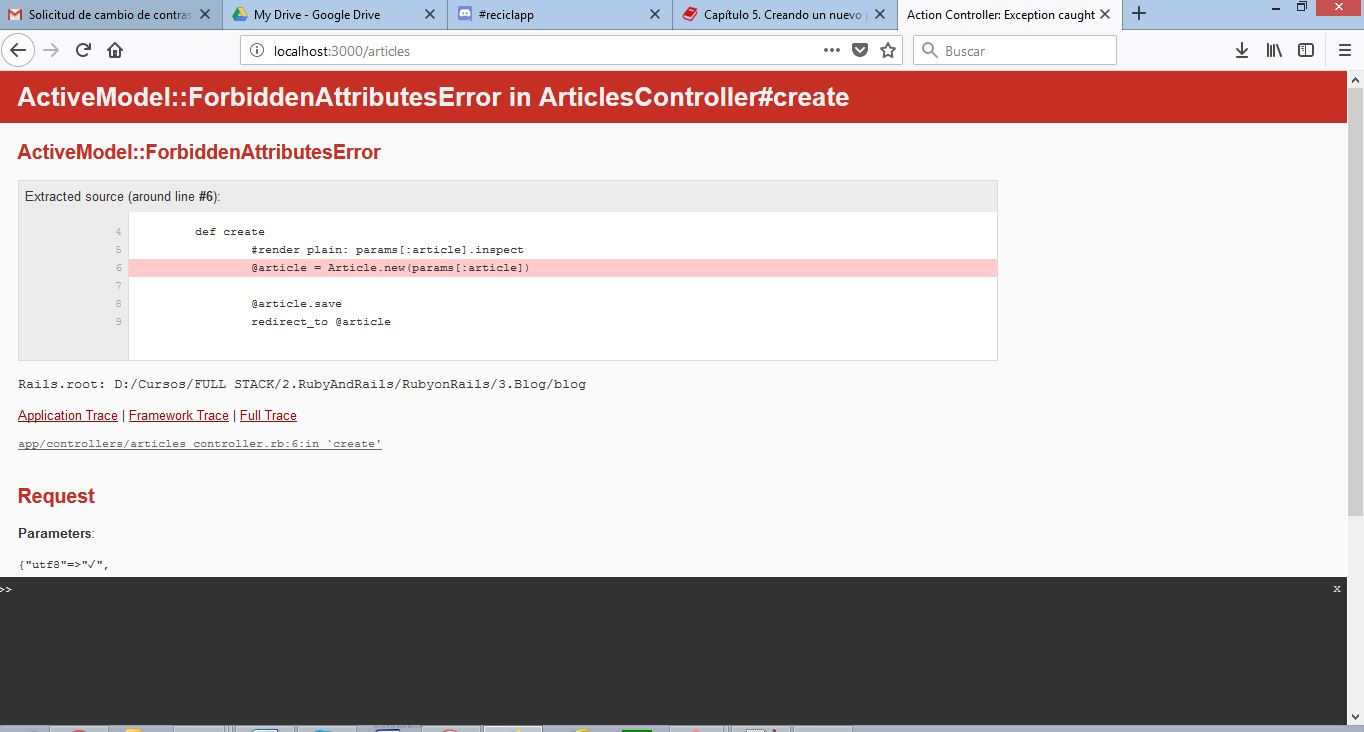 Solicitud de cambio de contras
My Drive - Google Drive
#reciclapp
Capítulo 5. Creando un nuevo
Action Controller: Exception caught
localhost:3000/articles
Buscar
ActiveModel::ForbiddenAttributesError in ArticlesController#create
ActiveModel::ForbiddenAttributesError
Extracted source (around line #6):
4 def create
5 #render plain: params[:article].inspect
6 @article = Article.new(params[:article])
7
8 @article.save
9 redirect_to @article
Rails.root: D:/Cursos/FULL STACK/2.RubyAndRails/RubyonRails/3.Blog/blog
Application Trace | Framework Trace | Full Trace
app/controllers/articles_controller.rb:6:in `create'
Request
Parameters:
{"utf8"=>"✓",
>>
x